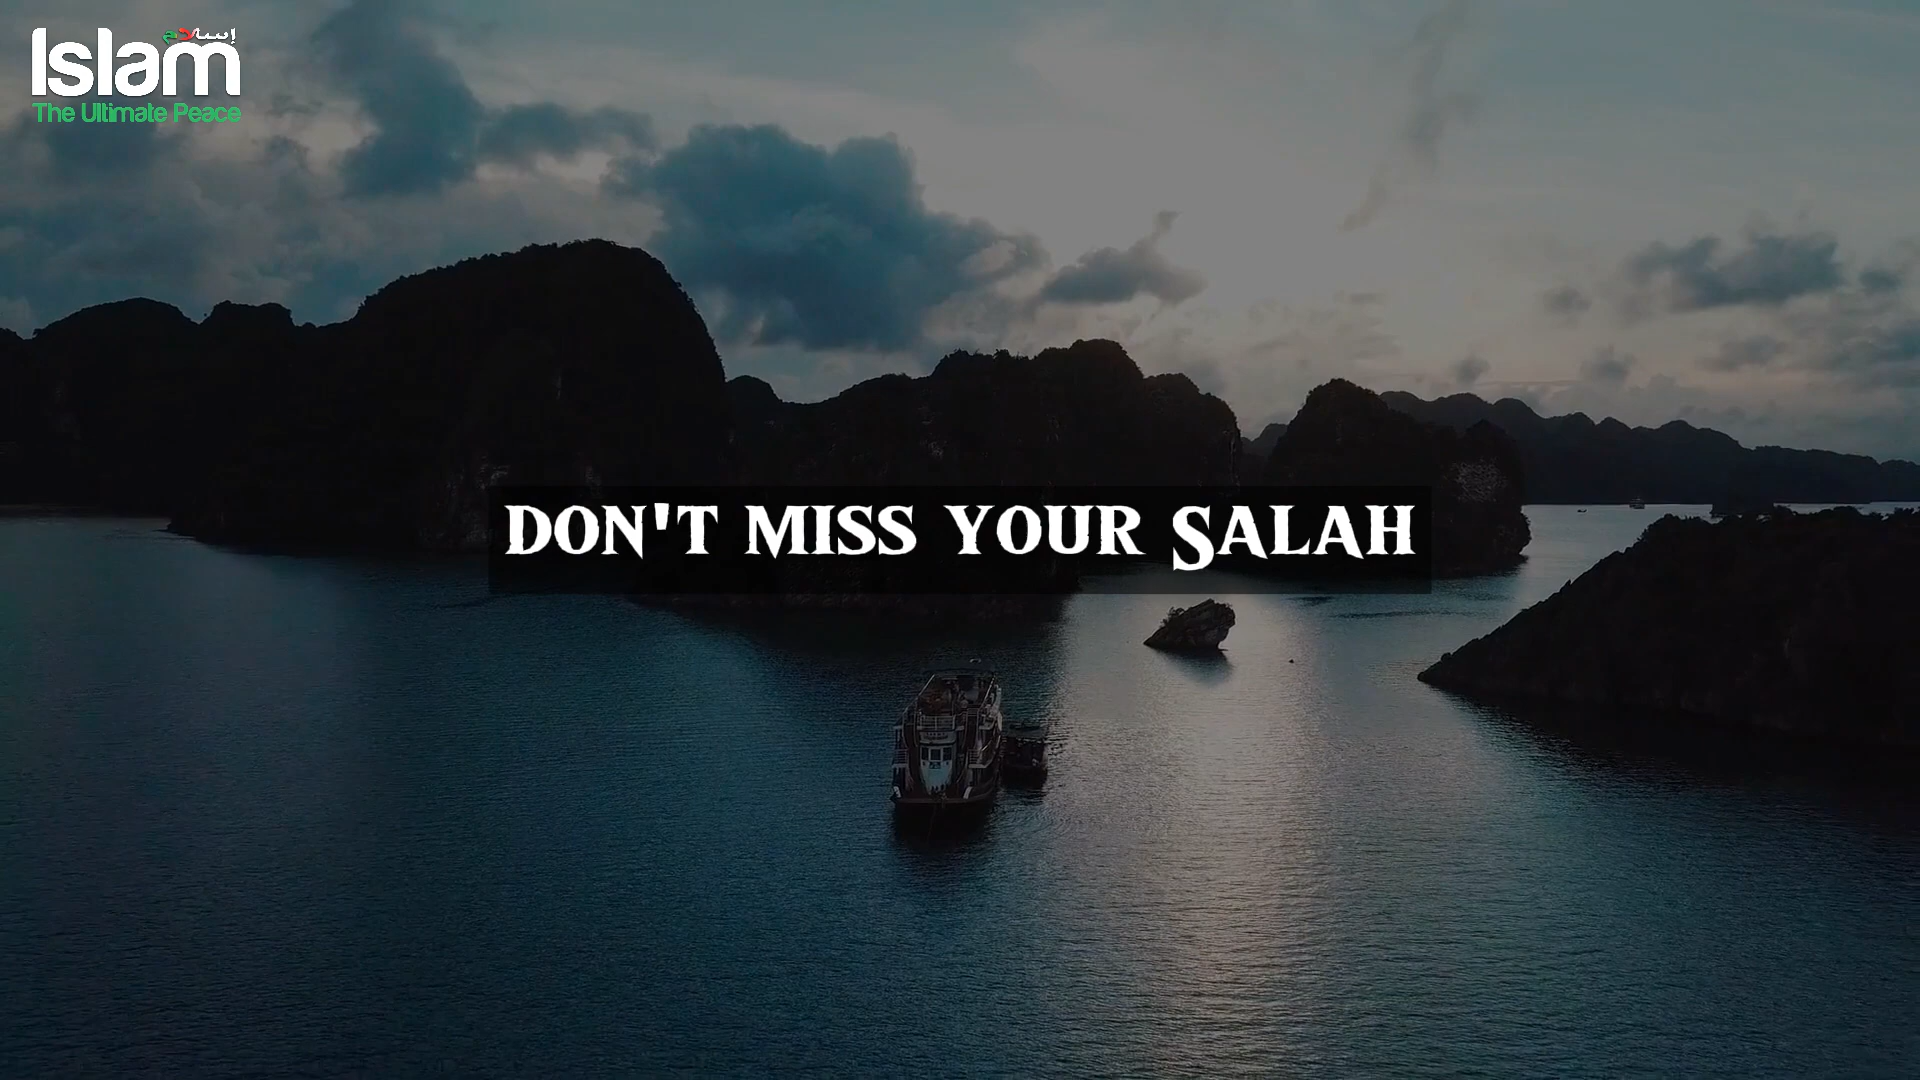 إسلام
Islam
The Ultimate Peace
DON'T MISS YOUR SALAH